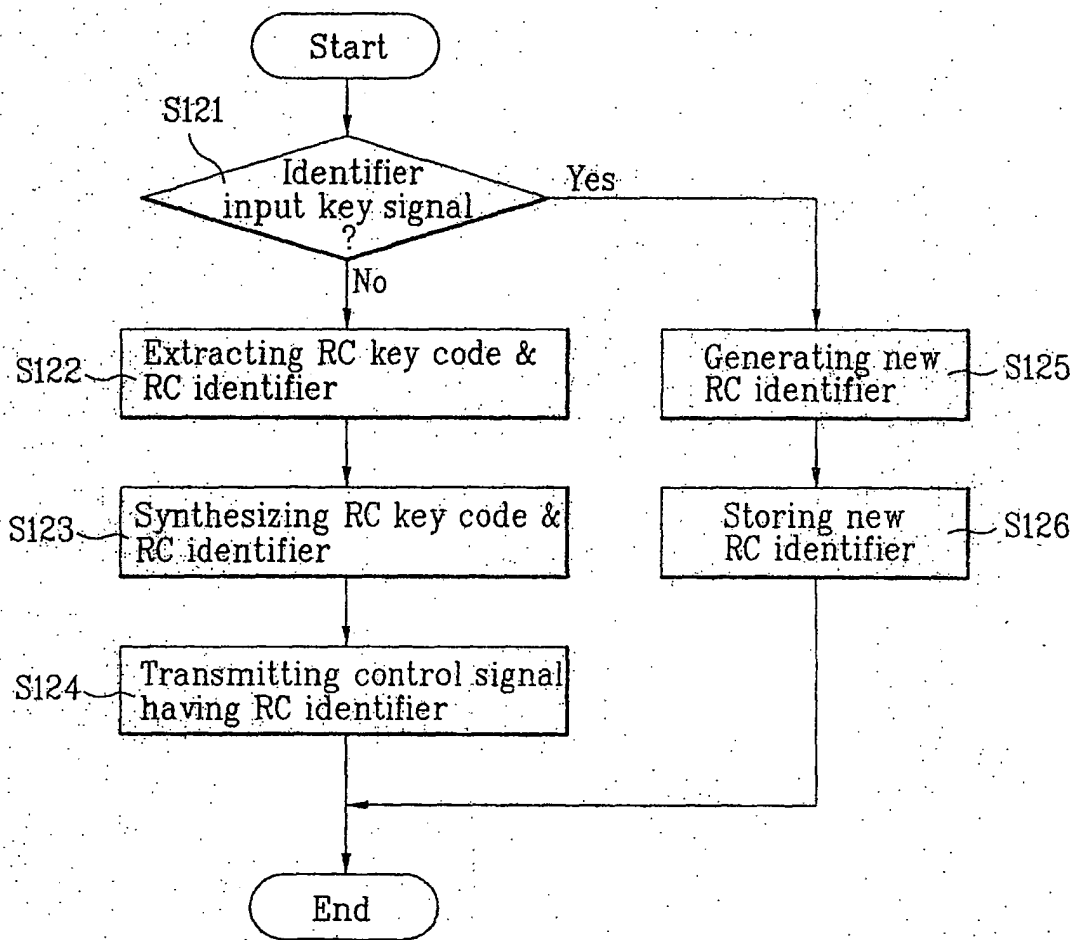 Start
S121
Identifier
input key signal
?
Yes
No
S122
Extracting RC key code &
RC identifier
Generating new
RC identifier
S125
S123
Synthesizing RC key code &
RC identifier
Storing new
RC identifier
S126
S124
Transmitting control signal
having RC identifier
End